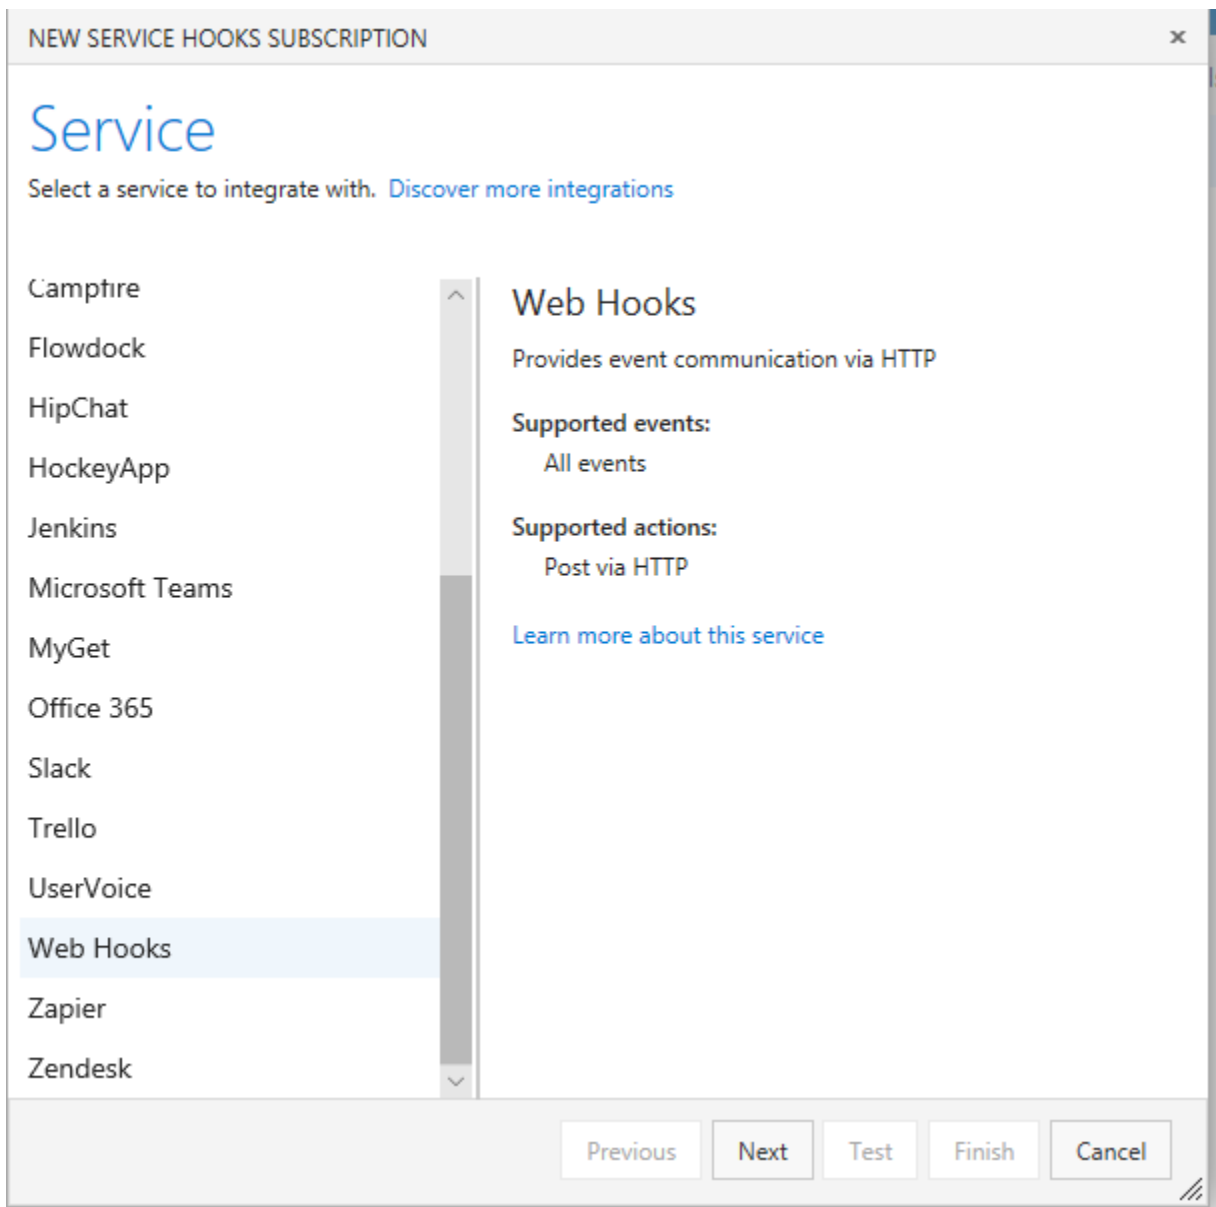 NEW SERVICE HOOKS SUBSCRIPTION
Service
Select a service to integrate with. Discover more integrations
Campfire
Flowdock
HipChat
HockeyApp
Jenkins
Microsoft Teams
MyGet
Office 365
Slack
Trello
UserVoice
Web Hooks
Zapier
Zendesk
Web Hooks
Provides event communication via HTTP
Supported events:
All events
Supported actions:
Post via HTTP
Learn more about this service
Previous Next Test Finish Cancel